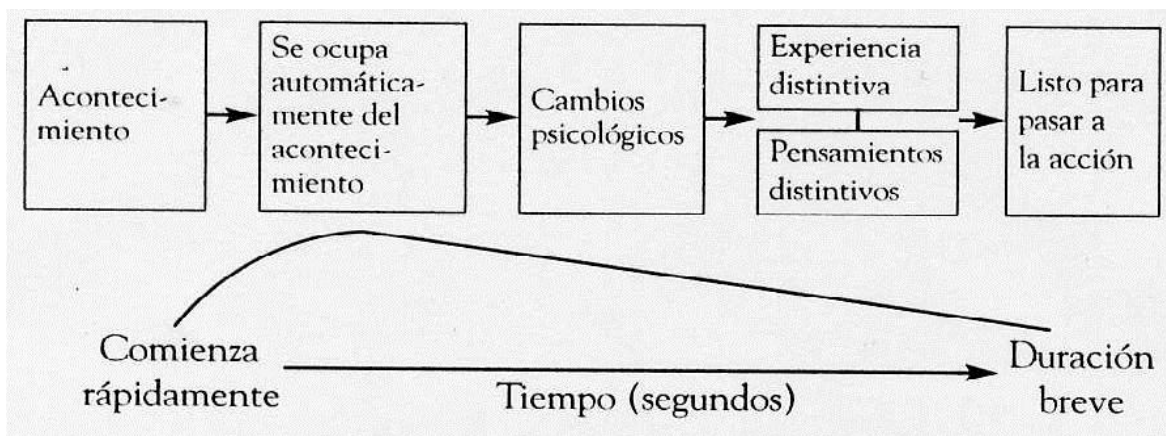 Aconteci-
miento
Se ocupa
automática-
mente del
aconteci-
miento
Cambios
psicológicos
Experiencia
distintiva
Pensamientos
distintivos
Listo para
pasar a
la acción
Comienza
rápidamente
Tiempo (segundos)
Duración
breve